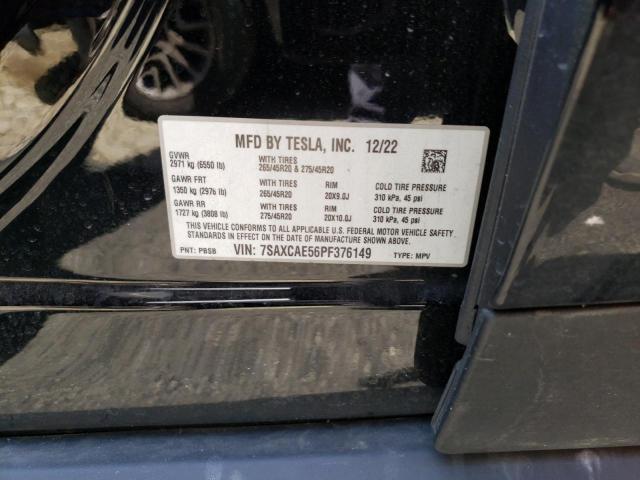 MFD BY TESLA, INC. 12/22
GVWR
2971 kg (6550 lb)
WITH TIRES
265/45R20 & 275/45R20
GAWR FRT
1350 kg (2976 lb)
WITH TIRES
265/45R20
RIM
20X9.0J
COLD TIRE PRESSURE
310 kPa, 45 psi
GAWR RR
1727 kg (3808 lb)
WITH TIRES
275/45R20
RIM
20X10.0J
COLD TIRE PRESSURE
310 kPa, 45 psi
THIS VEHICLE CONFORMS TO ALL APPLICABLE U.S. FEDERAL MOTOR VEHICLE SAFETY
STANDARDS IN EFFECT ON THE DATE OF MANUFACTURE SHOWN ABOVE.
PNT: PBSB VIN: 7SAXCAE56PF376149 TYPE: MPV